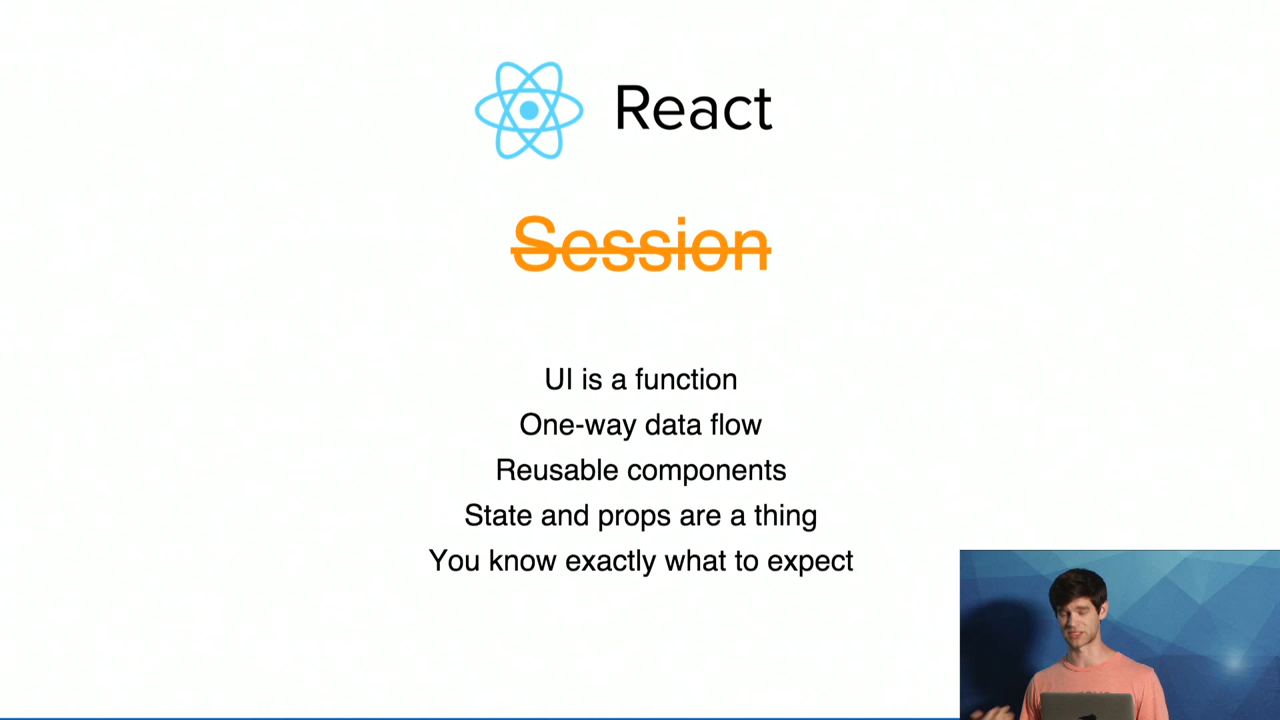 React
Session
UI is a function
One-way data flow
Reusable components
State and props are a thing
You know exactly what to expect